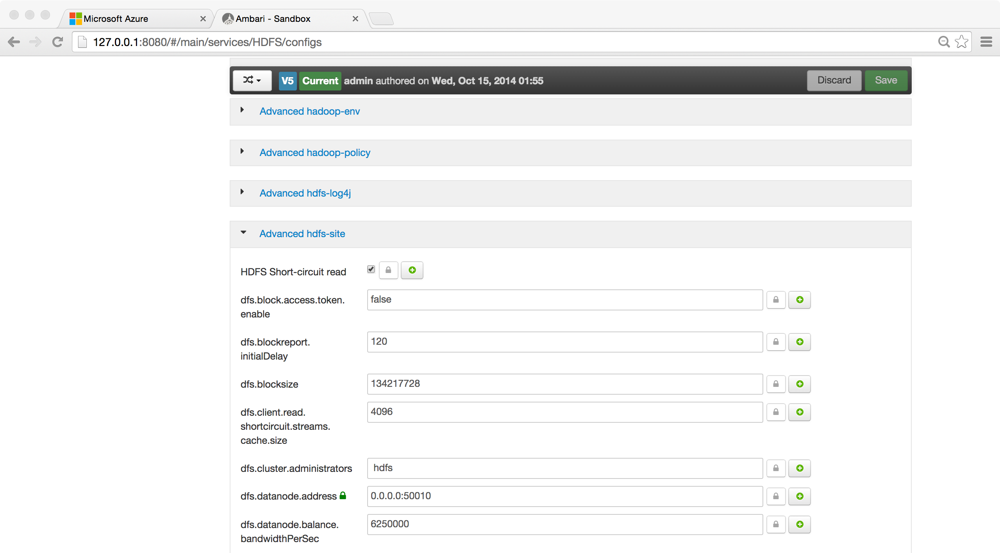 Microsoft Azure
Ambari - Sandbox
127.0.0.1:8080/#/main/services/HDFS/configs
V5 Current admin authored on Wed, Oct 15, 2014 01:55
Discard Save
Advanced hadoop-env
Advanced hadoop-policy
Advanced hdfs-log4j
Advanced hdfs-site
HDFS Short-circuit read
dfs.block.access.token.
enable
false
dfs.blockreport.
initialDelay
120
dfs.blocksize
134217728
dfs.client.read.
shortcircuit.streams.
cache.size
4096
dfs.cluster.administrators
hdfs
dfs.datanode.address
0.0.0.0:50010
dfs.datanode.balance.
bandwidthPerSec
6250000